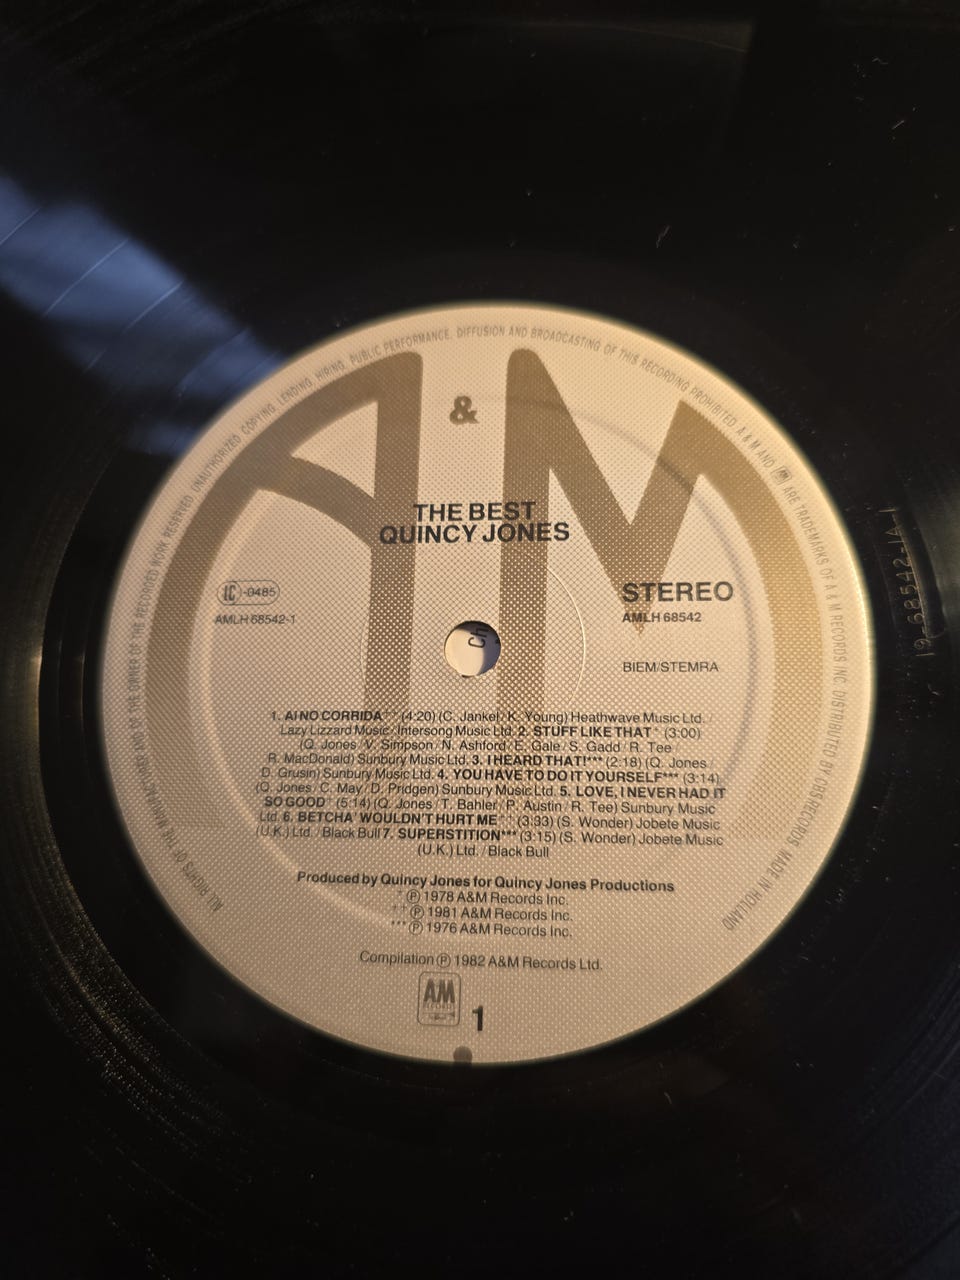 ALL RIGHTS OF THE MANUFACTURER AND OF THE OWNER OF THE RECORDED WORK RESERVED. UNAUTHORIZED COPYING, LENDING, HIRING, PUBLIC PERFORMANCE, DIFFUSION AND BROADCASTING OF THIS RECORDING PROHIBITED A & M AND AM ARE TRADEMARKS OF A & M RECORDS INC. DISTRIBUTED BY CBS RECORDS. MADE IN HOLLAND
A & M
THE BEST
QUINCY JONES
LC-0485
AMLH 68542-1
STEREO
AMLH 68542
BIEM/STEMRA
ch
1. AI NO CORRIDA++ (4:20) (C. Jankel / K. Young) Heathwave Music Ltd. /
Lazy Lizzard Music / Intersong Music Ltd. 2. STUFF LIKE THAT+ (3:00)
(Q. Jones / V. Simpson / N. Ashford / E. Gale / S. Gadd / R. Tee /
R. MacDonald) Sunbury Music Ltd. 3. I HEARD THAT!*** (2:18) (Q. Jones /
D. Grusin) Sunbury Music Ltd. 4. YOU HAVE TO DO IT YOURSELF*** (3:14)
(Q. Jones / C. May / D. Pridgen) Sunbury Music Ltd. 5. LOVE, I NEVER HAD IT
SO GOOD+ (5:14) (Q. Jones / T. Bahler / P. Austin / R. Tee) Sunbury Music
Ltd. 6. BETCHA' WOULDN'T HURT ME++ (3:33) (S. Wonder) Jobete Music
(U.K.) Ltd. / Black Bull 7. SUPERSTITION*** (3:15) (S. Wonder) Jobete Music
(U.K.) Ltd. / Black Bull
Produced by Quincy Jones for Quincy Jones Productions
+ ℗ 1978 A&M Records Inc.
++ ℗ 1981 A&M Records Inc.
*** ℗ 1976 A&M Records Inc.
Compilation ℗ 1982 A&M Records Ltd.
AM
RECORDS
1